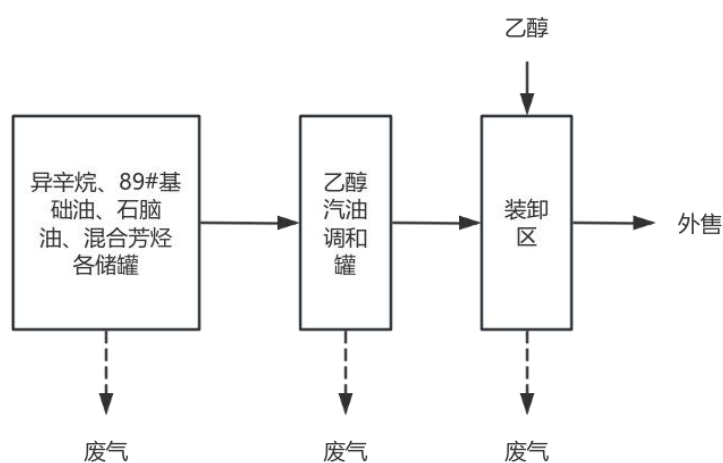 乙醇
异辛烷、89#基
础油、石脑
油、混合芳烃
各储罐
乙醇
汽油
调和
罐
装卸
区
外售
废气
废气
废气